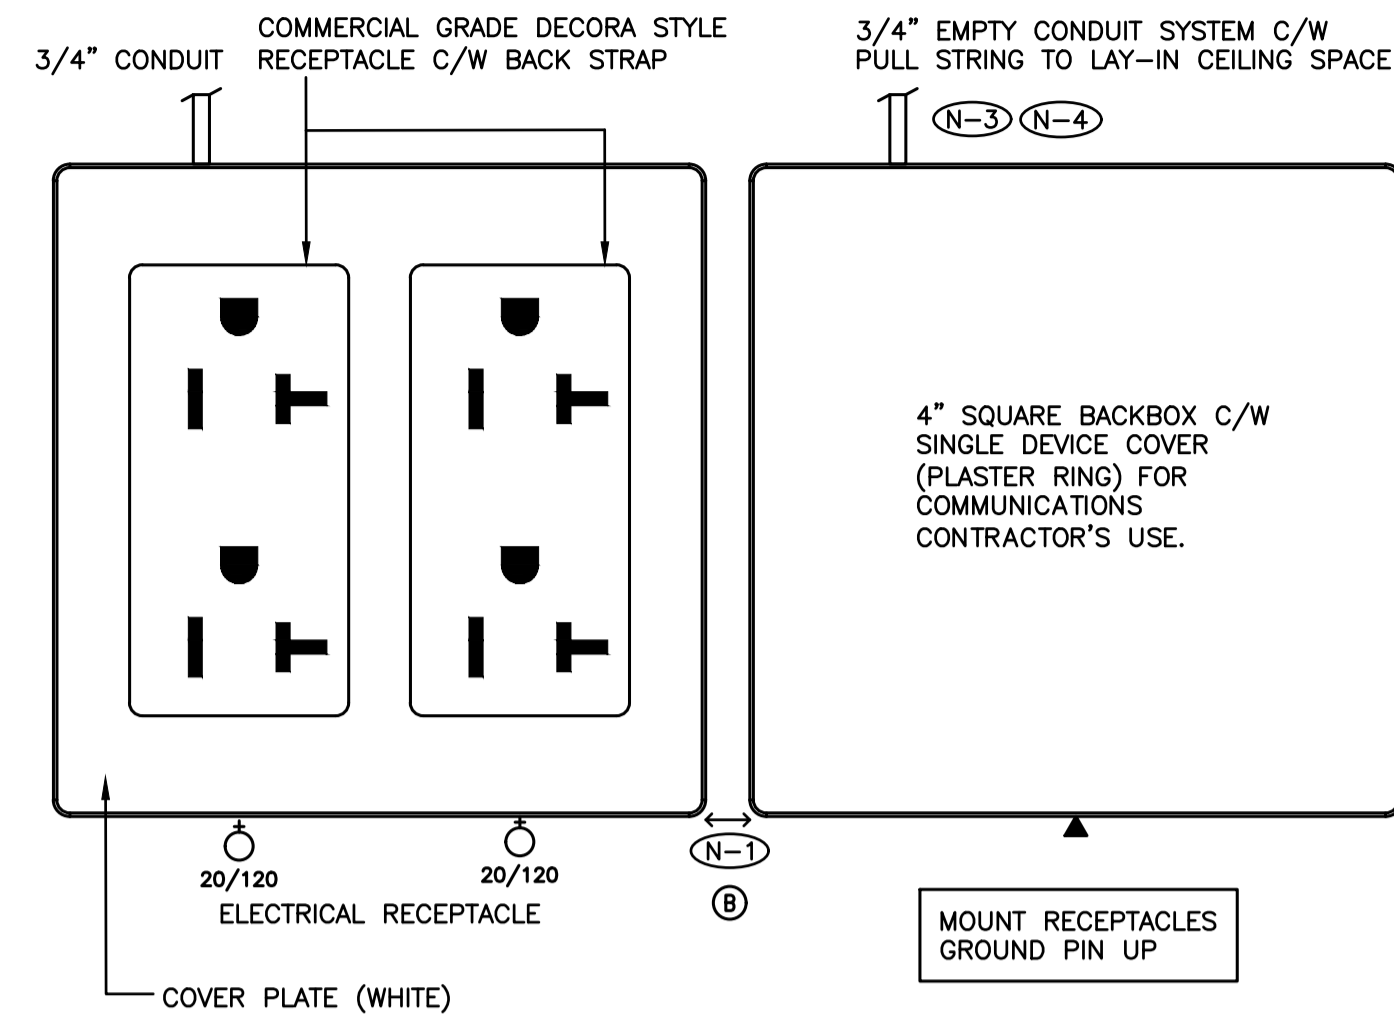 COMMERCIAL GRADE DECORA STYLE
3/4” CONDUIT RECEPTACLE C/W BACK STRAP
3/4” EMPTY CONDUIT SYSTEM C/W
PULL STRING TO LAY-IN CEILING SPACE
N-3 N-4
4” SQUARE BACKBOX C/W
SINGLE DEVICE COVER
(PLASTER RING) FOR
COMMUNICATIONS
CONTRACTOR'S USE.
20/120 20/120
ELECTRICAL RECEPTACLE
N-1
B
MOUNT RECEPTACLES
GROUND PIN UP
COVER PLATE (WHITE)